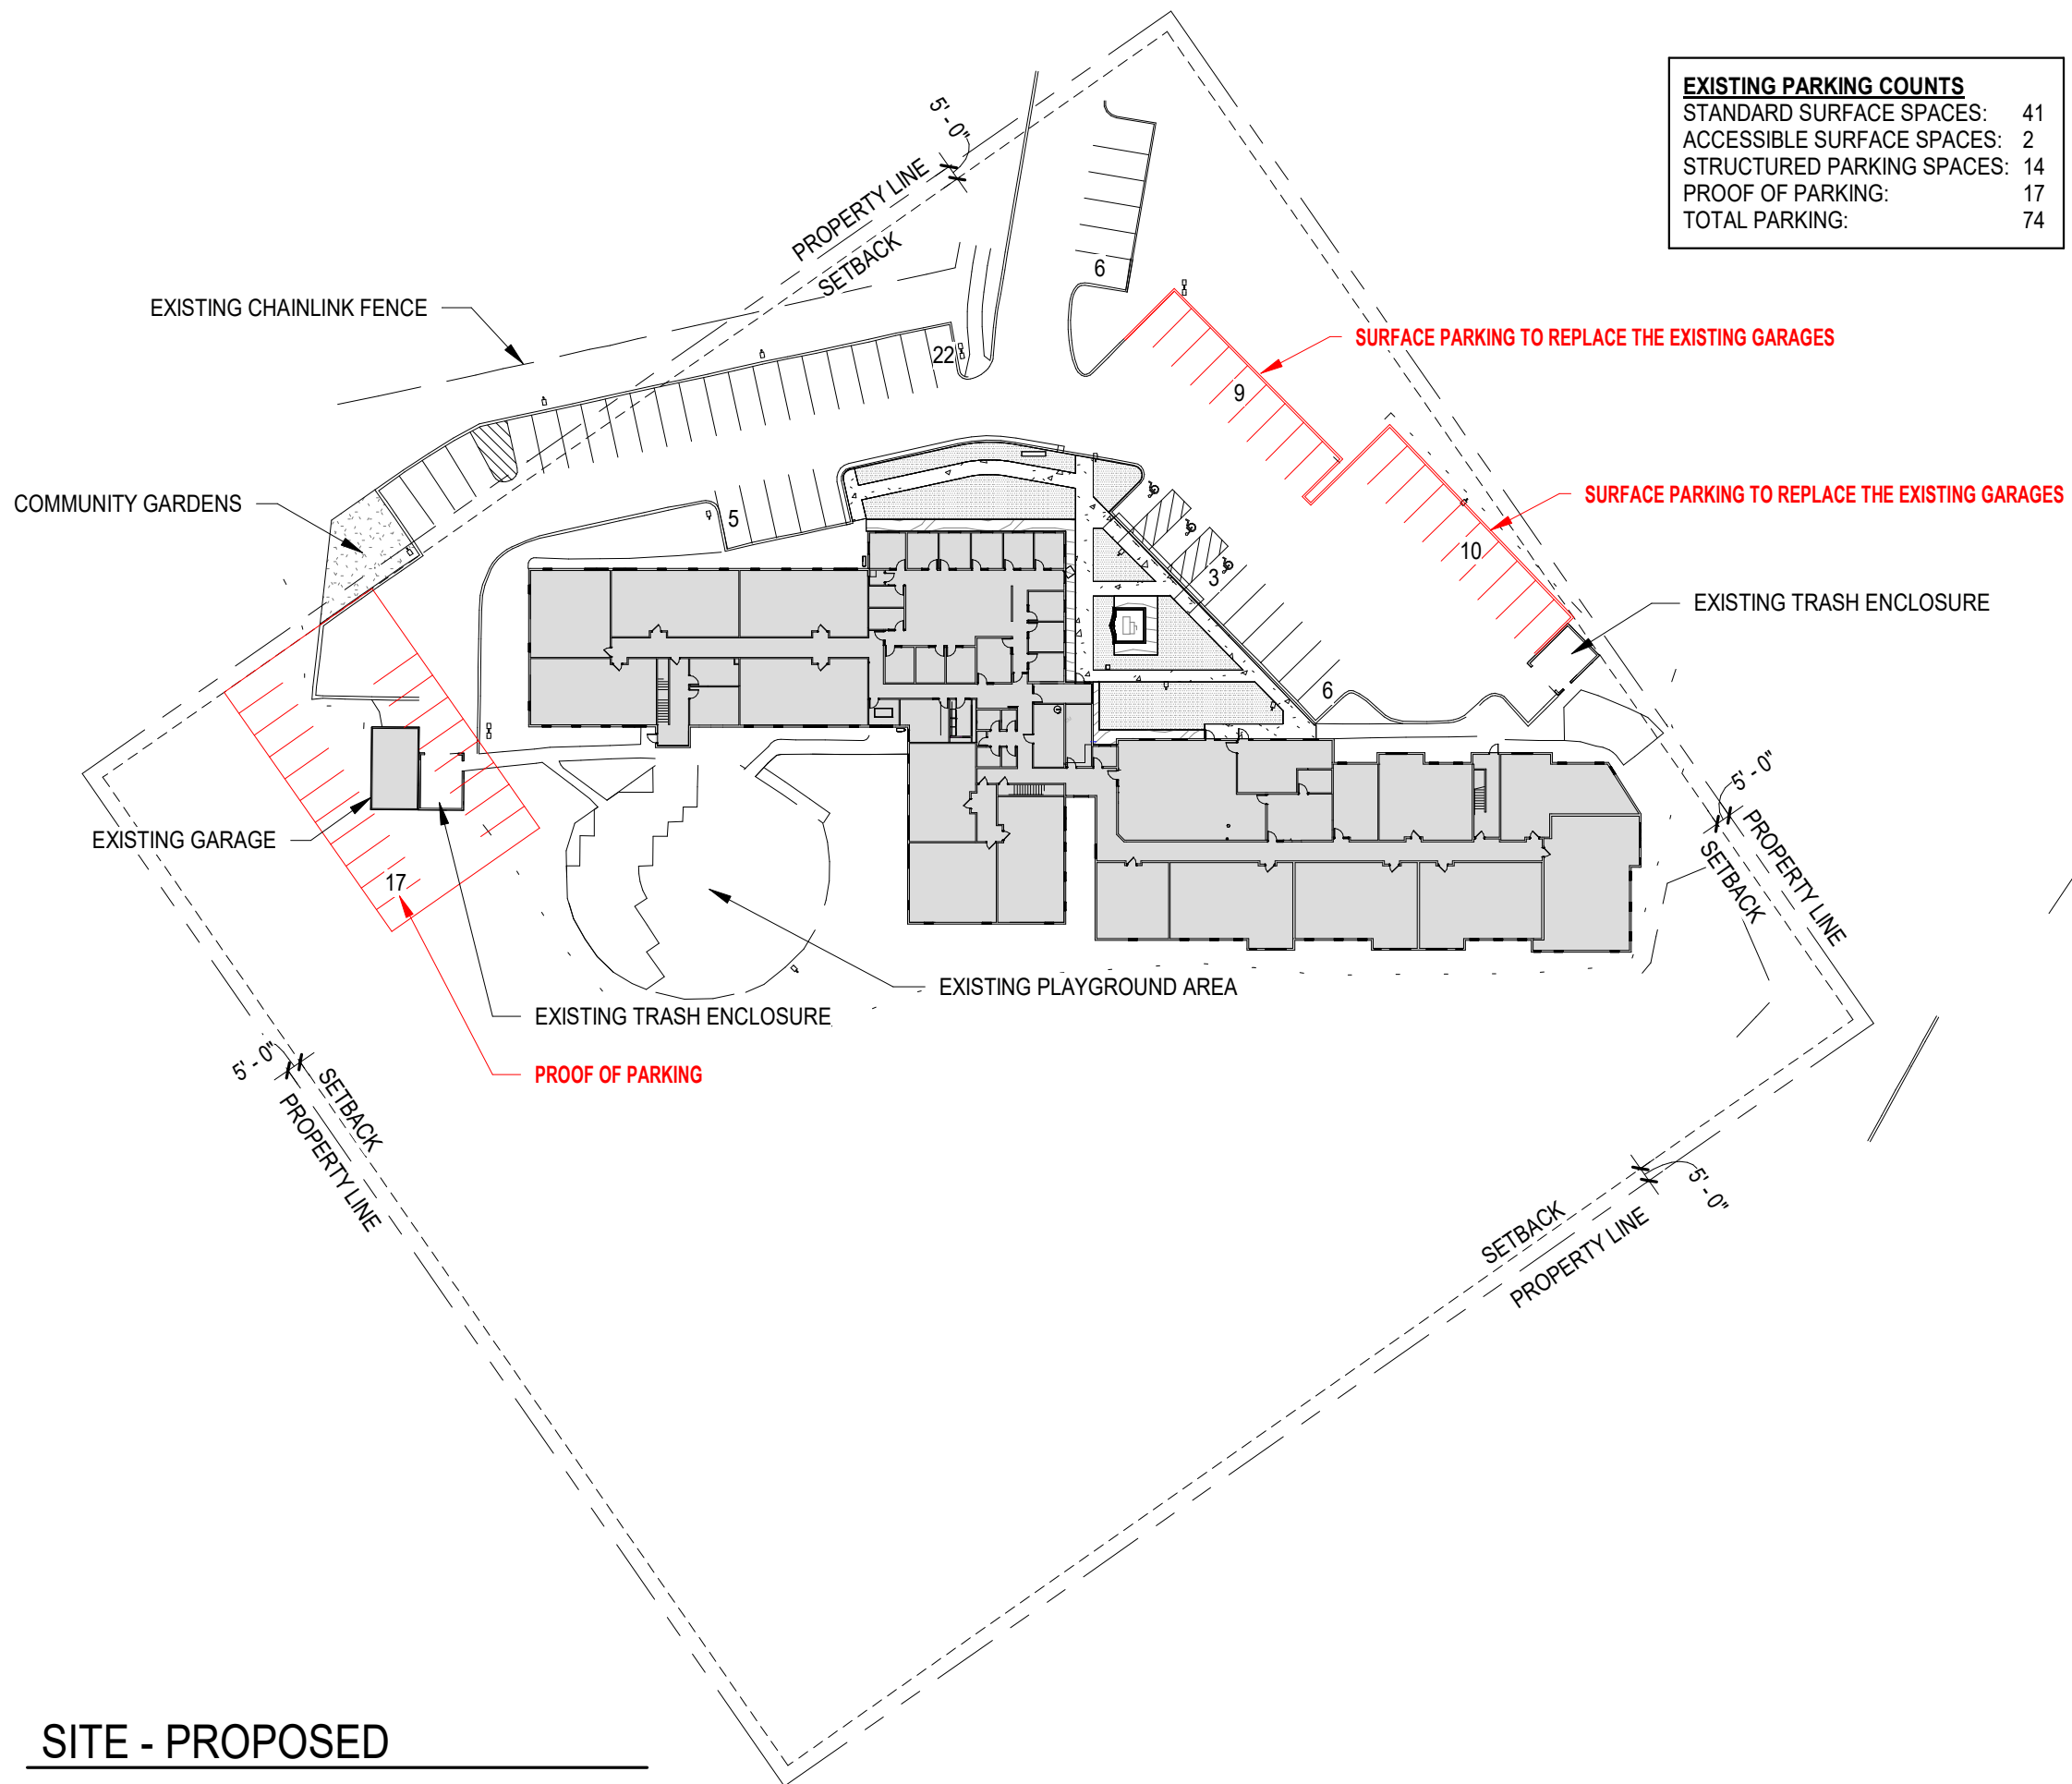 EXISTING PARKING COUNTS
STANDARD SURFACE SPACES: 41
ACCESSIBLE SURFACE SPACES: 2
STRUCTURED PARKING SPACES: 14
PROOF OF PARKING: 17
TOTAL PARKING: 74
5' - 0"
PROPERTY LINE
SETBACK
6
EXISTING CHAINLINK FENCE
22
SURFACE PARKING TO REPLACE THE EXISTING GARAGES
9
COMMUNITY GARDENS
5
SURFACE PARKING TO REPLACE THE EXISTING GARAGES
10
3
EXISTING TRASH ENCLOSURE
6
5' - 0"
PROPERTY LINE
SETBACK
EXISTING GARAGE
17
EXISTING PLAYGROUND AREA
EXISTING TRASH ENCLOSURE
PROOF OF PARKING
5' - 0"
SETBACK
PROPERTY LINE
5' - 0"
SETBACK
PROPERTY LINE
SITE - PROPOSED